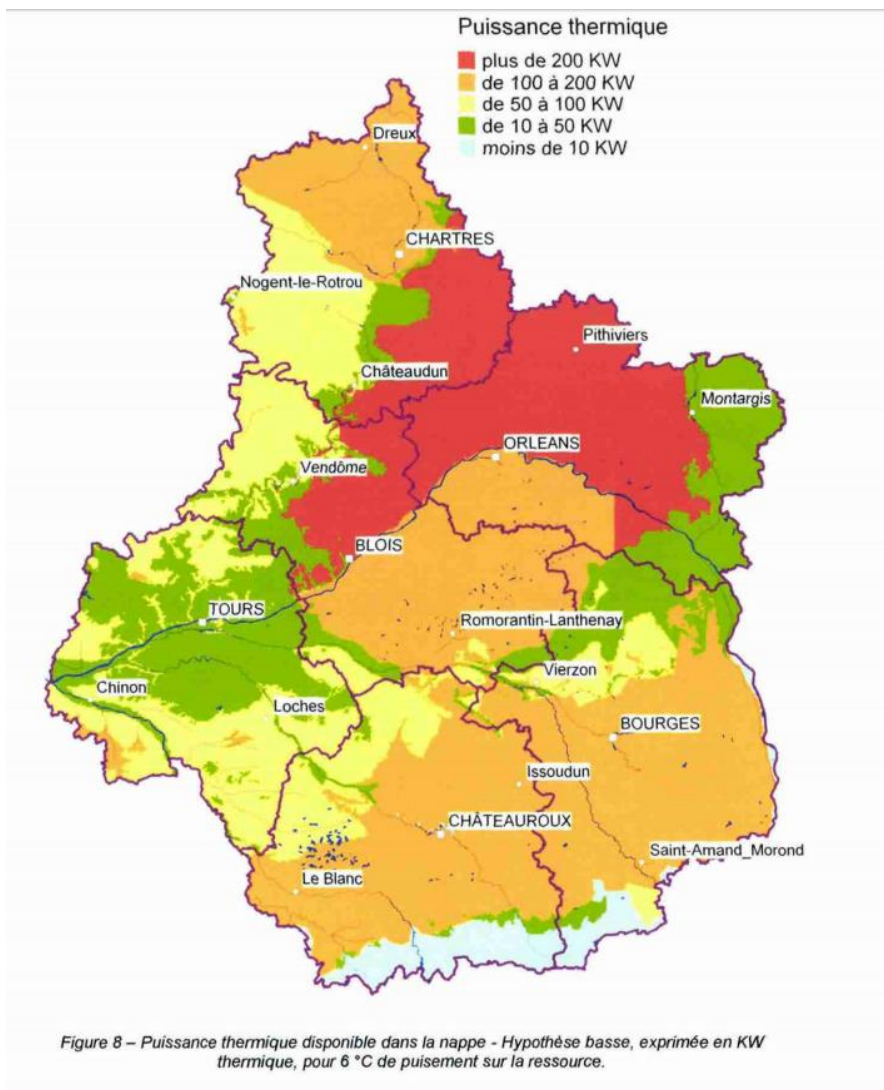 Puissance thermique
plus de 200 KW
de 100 à 200 KW
de 50 à 100 KW
de 10 à 50 KW
moins de 10 KW
Dreux
CHARTRES
Nogent-le-Rotrou
Pithiviers
Châteaudun
Montargis
ORLEANS
Vendôme
BLOIS
TOURS
Romorantin-Lanthenay
Vierzon
Chinon
Loches
BOURGES
Issoudun
CHÂTEAUROUX
Saint-Amand_Morond
Le Blanc
Figure 8 – Puissance thermique disponible dans la nappe - Hypothèse basse, exprimée en KW
thermique, pour 6 °C de puisement sur la ressource.